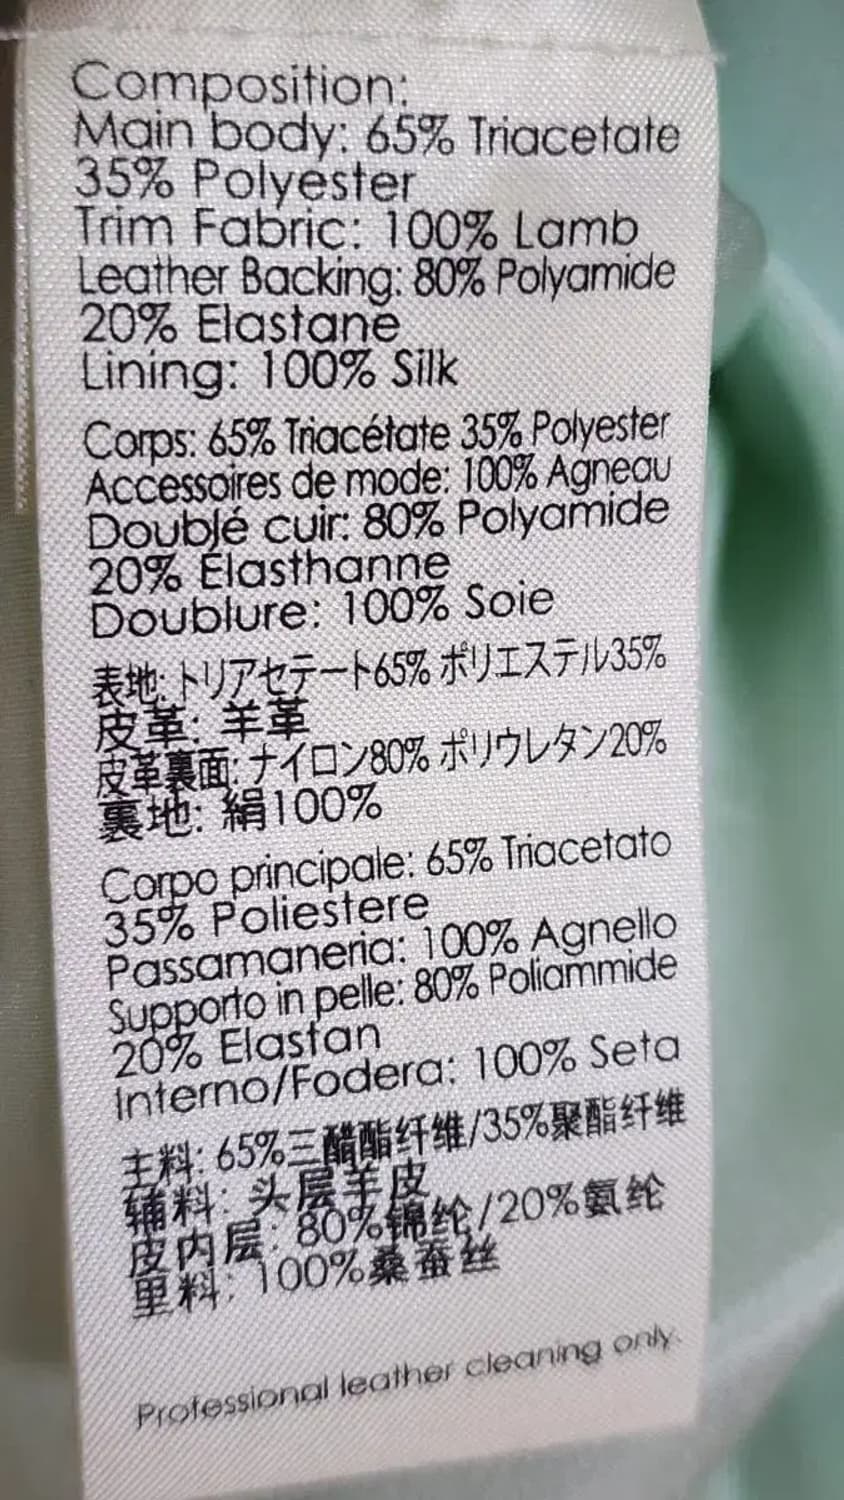 Composition:
Main body: 65% Triacetate
35% Polyester
Trim Fabric: 100% Lamb
Leather Backing: 80% Polyamide
20% Elastane
Lining: 100% Silk
Corps: 65% Triacétate 35% Polyester
Accessoires de mode: 100% Agneau
Doublé cuir: 80% Polyamide
20% Élasthanne
Doublure: 100% Soie
表地: トリアセテート65% ポリエステル35%
皮革: 羊革
皮革裏面: ナイロン80% ポリウレタン20%
裏地: 絹100%
Corpo principale: 65% Triacetato
35% Poliestere
Passamaneria: 100% Agnello
Supporto in pelle: 80% Poliammide
20% Elastan
Interno/Fodera: 100% Seta
主料: 65%三醋酯纤维/35%聚酯纤维
辅料: 头层羊皮
皮内层: 80%锦纶/20%氨纶
里料: 100%桑蚕丝
Professional leather cleaning only.